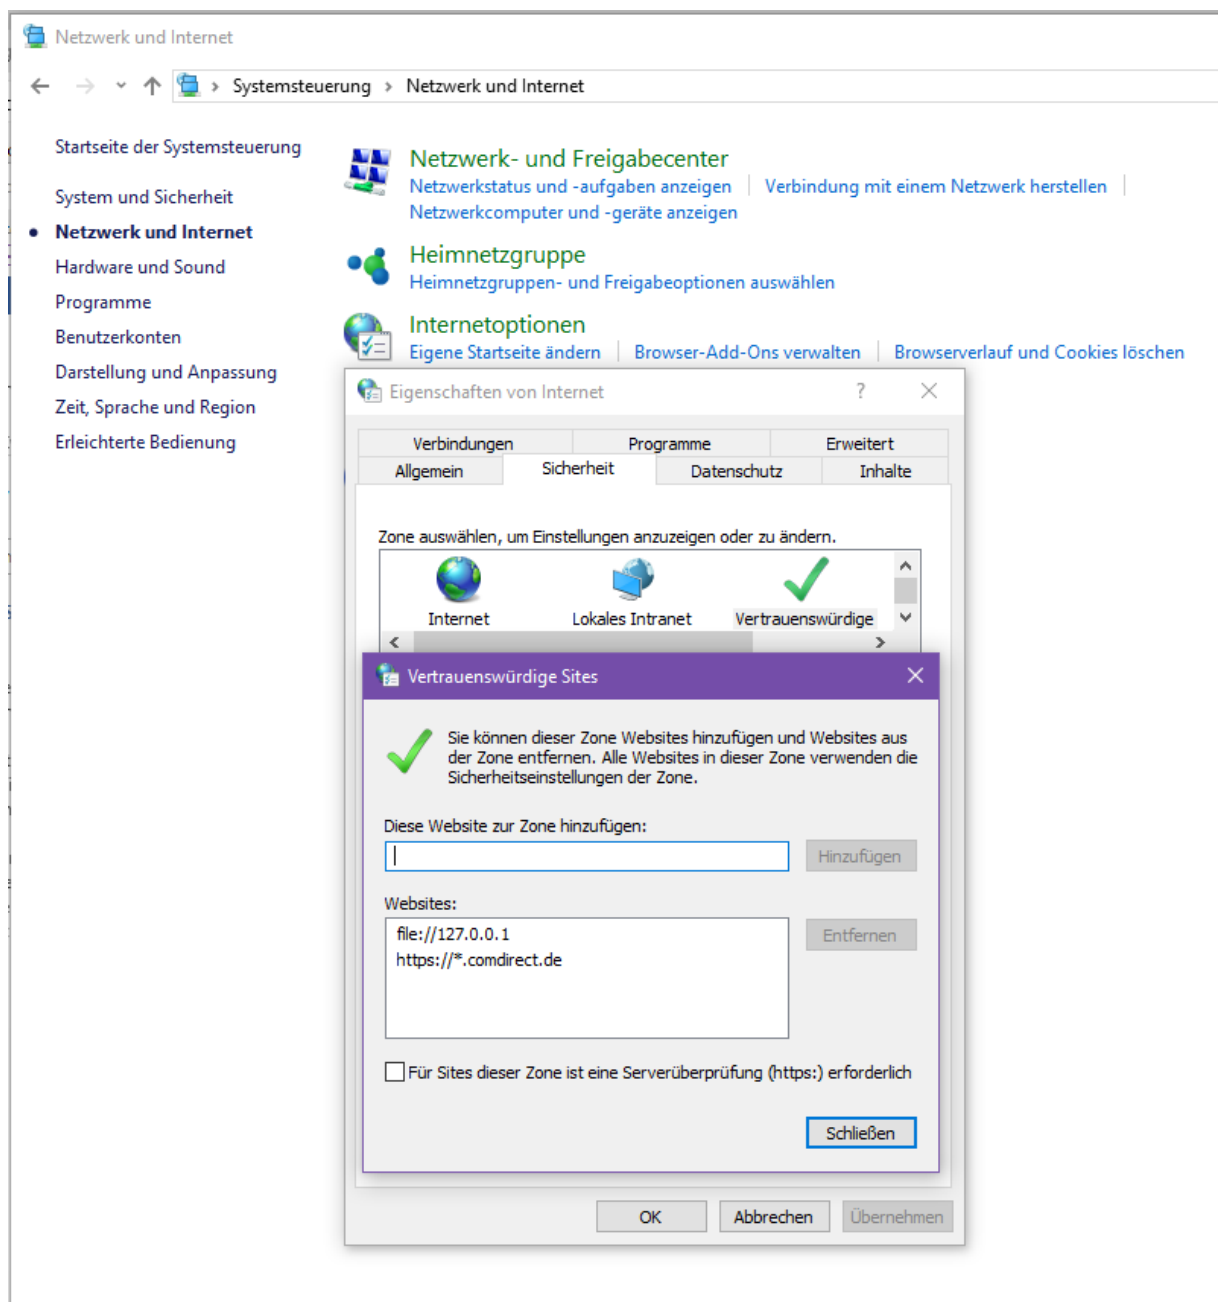 Netzwerk und Internet
Systemsteuerung > Netzwerk und Internet
Startseite der Systemsteuerung
System und Sicherheit
Netzwerk und Internet
Hardware und Sound
Programme
Benutzerkonten
Darstellung und Anpassung
Zeit, Sprache und Region
Erleichterte Bedienung
Netzwerk- und Freigabecenter
Netzwerkstatus und -aufgaben anzeigen
Verbindung mit einem Netzwerk herstellen
Netzwerkcomputer und -geräte anzeigen
Heimnetzgruppe
Heimnetzgruppen- und Freigabeoptionen auswählen
Internetoptionen
Eigene Startseite ändern
Browser-Add-Ons verwalten
Browserverlauf und Cookies löschen
Eigenschaften von Internet
?
Verbindungen
Programme
Erweitert
Allgemein
Sicherheit
Datenschutz
Inhalte
Zone auswählen, um Einstellungen anzuzeigen oder zu ändern.
Internet
Lokales Intranet
Vertrauenswürdige
Vertrauenswürdige Sites
Sie können dieser Zone Websites hinzufügen und Websites aus
der Zone entfernen. Alle Websites in dieser Zone verwenden die
Sicherheitseinstellungen der Zone.
Diese Website zur Zone hinzufügen:
Hinzufügen
Websites:
file://127.0.0.1
https://*.comdirect.de
Entfernen
Für Sites dieser Zone ist eine Serverüberprüfung (https:) erforderlich
Schließen
OK
Abbrechen
Übernehmen